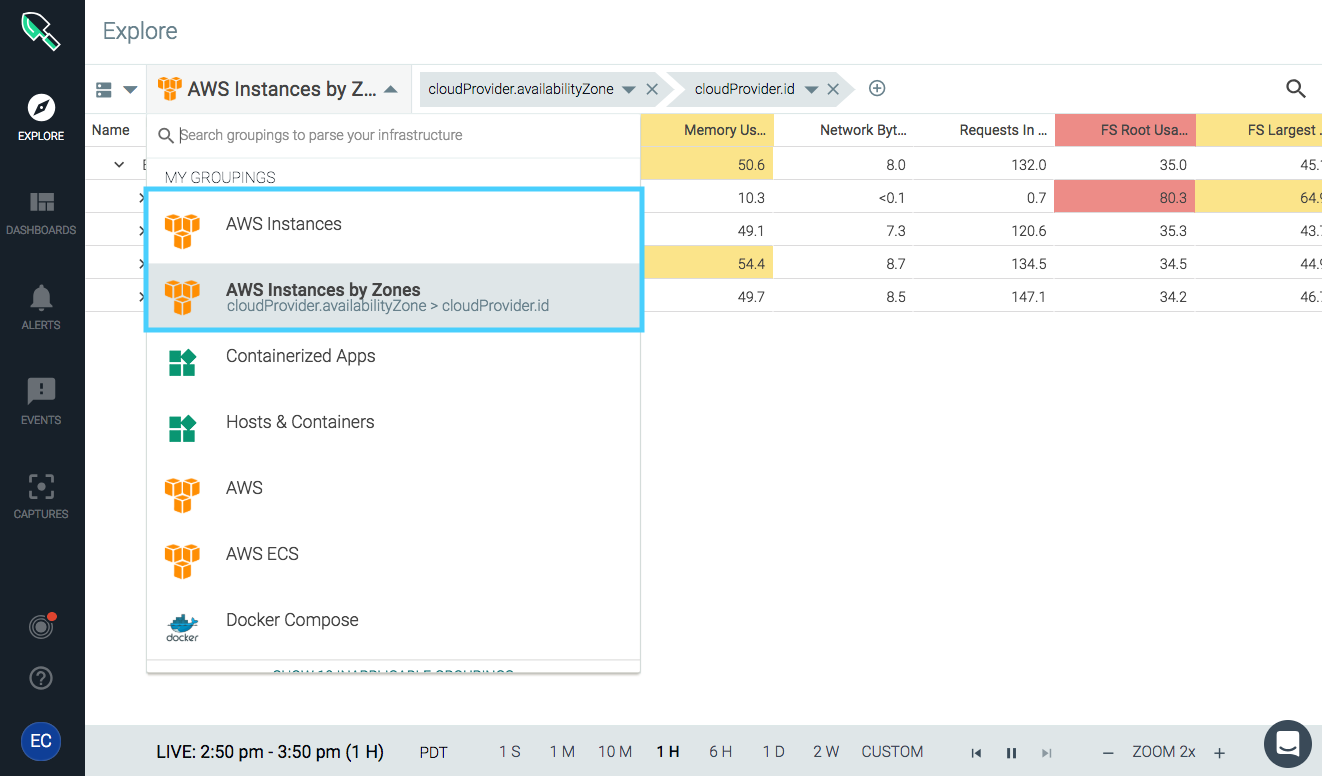 Explore
EXPLORE
DASHBOARDS
ALERTS
EVENTS
CAPTURES
EC
AWS Instances by Z...
cloudProvider.availabilityZone
cloudProvider.id
Name
Memory Us...
Network Byt...
Requests In ...
FS Root Usa...
FS Largest
50.6 8.0 132.0 35.0 45.
10.3 <0.1 0.7 80.3 64.9
49.1 7.3 120.6 35.3 43.7
54.4 8.7 134.5 34.5 44.9
49.7 8.5 147.1 34.2 46.7
Search groupings to parse your infrastructure
MY GROUPINGS
AWS Instances
AWS Instances by Zones
cloudProvider.availabilityZone > cloudProvider.id
Containerized Apps
Hosts & Containers
AWS
AWS ECS
docker
Docker Compose
LIVE: 2:50 pm - 3:50 pm (1 H) PDT 1 S 1 M 10 M 1 H 6 H 1 D 2 W CUSTOM ZOOM 2x